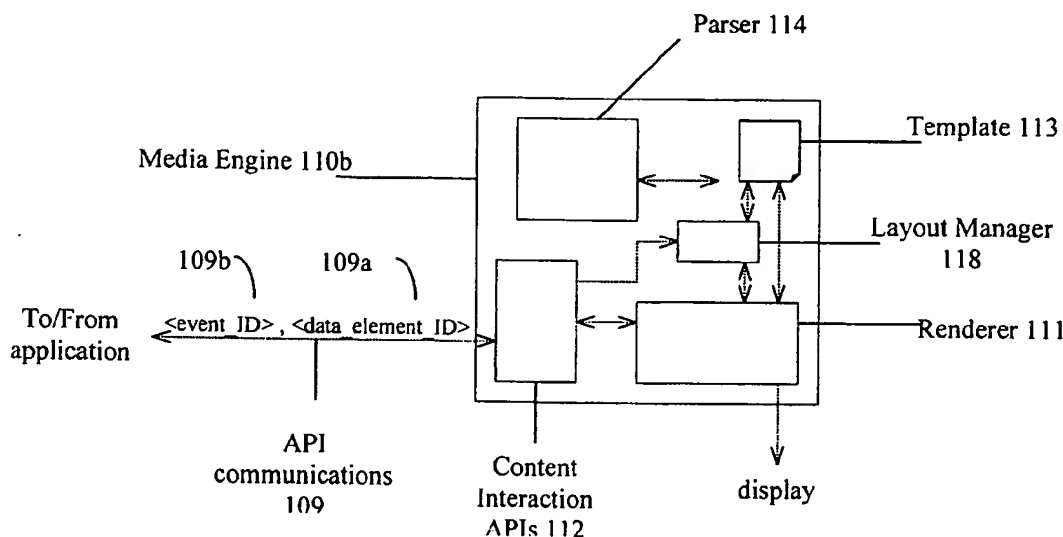 Parser 114
Template 113
Media Engine 110b
Layout Manager
118
109b
109a
To/From
application
<event_ID>, <data_element_ID>
Renderer 111
API
communications
109
Content
Interaction
APIs 112
display